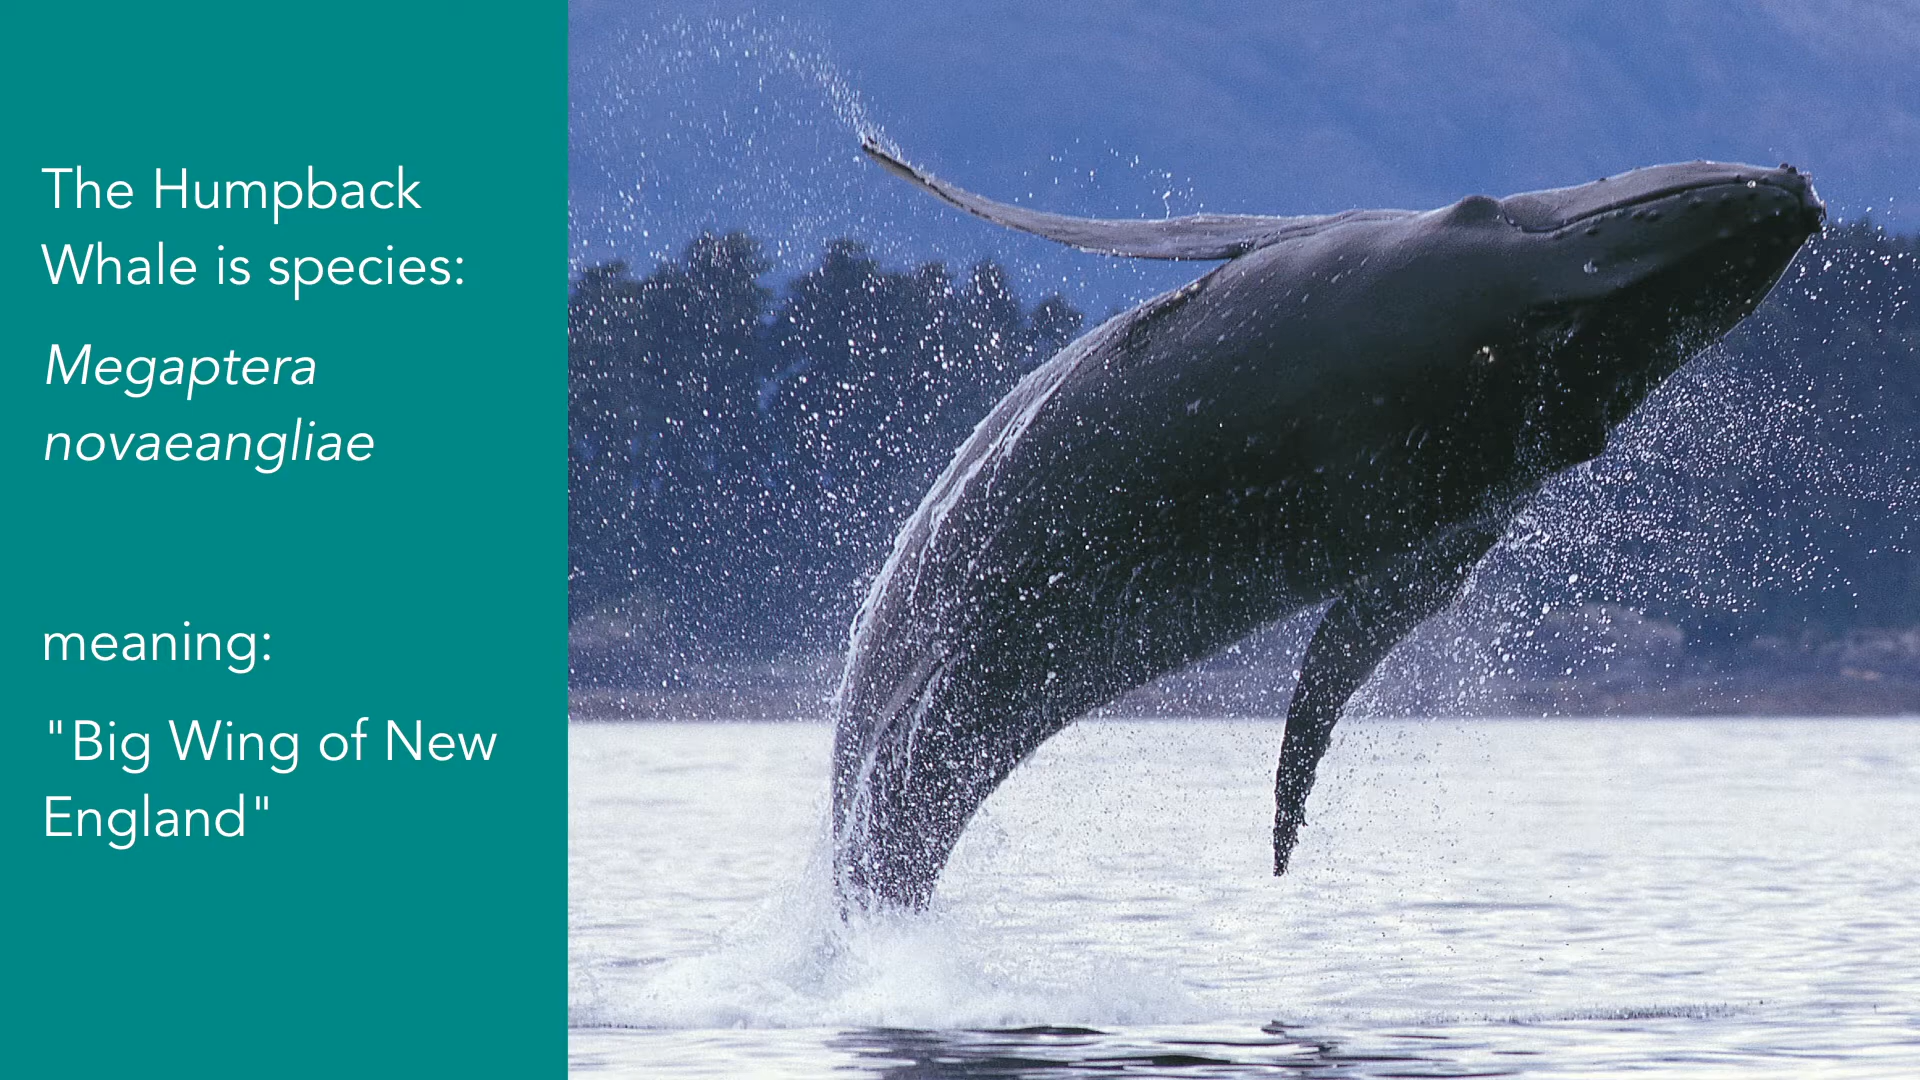 The Humpback
Whale is species:
Megaptera
novaeangliae
meaning:
"Big Wing of New
England"